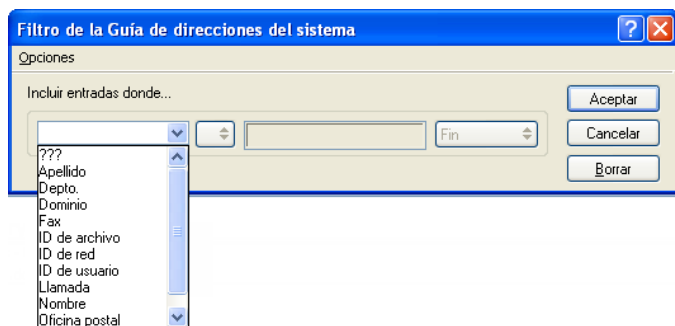 Filtro de la Guía de direcciones del sistema
Opciones
Incluir entradas donde...
Aceptar
Fin
Cancelar
Borrar
???
Apellido
Depto.
Dominio
Fax
ID de archivo
ID de red
ID de usuario
Llamada
Nombre
Oficina postal